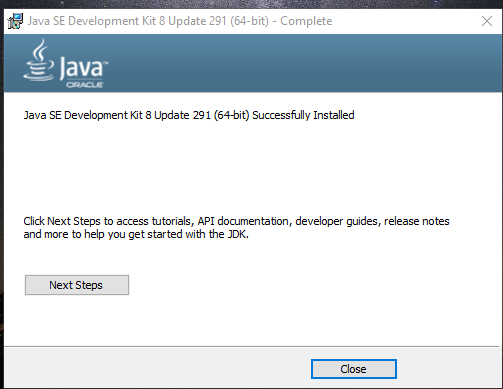 Java SE Development Kit 8 Update 291 (64-bit) - Complete
Java™
ORACLE
Java SE Development Kit 8 Update 291 (64-bit) Successfully Installed
Click Next Steps to access tutorials, API documentation, developer guides, release notes
and more to help you get started with the JDK.
Next Steps
Close